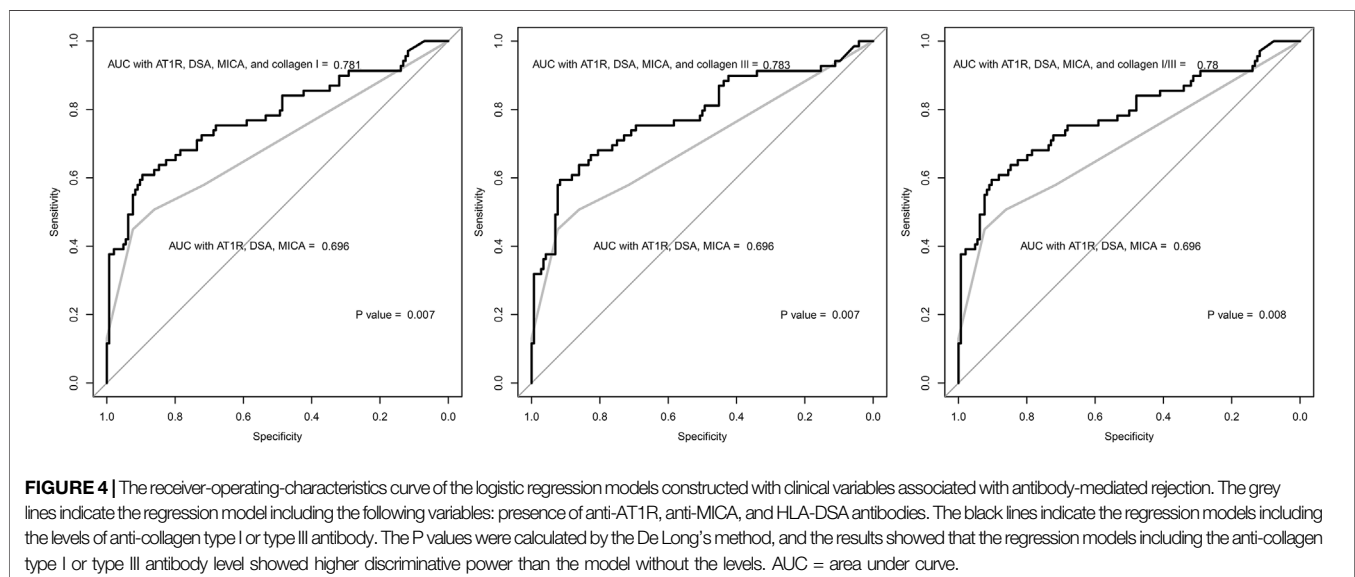 AUC with AT1R, DSA, MICA, and collagen I = 0.781
AUC with AT1R, DSA, MICA = 0.696
P value = 0.007
Sensitivity
0.0
0.2
0.4
0.6
0.8
1.0
1.0 0.8 0.6 0.4 0.2 0.0
Specificity
AUC with AT1R, DSA, MICA, and collagen III = 0.783
AUC with AT1R, DSA, MICA = 0.696
P value = 0.007
Sensitivity
0.0
0.2
0.4
0.6
0.8
1.0
1.0 0.8 0.6 0.4 0.2 0.0
Specificity
AUC with AT1R, DSA, MICA, and collagen I/III = 0.78
AUC with AT1R, DSA, MICA = 0.696
P value = 0.008
Sensitivity
0.0
0.2
0.4
0.6
0.8
1.0
1.0 0.8 0.6 0.4 0.2 0.0
Specificity
FIGURE 4 | The receiver-operating-characteristics curve of the logistic regression models constructed with clinical variables associated with antibody-mediated rejection. The grey
lines indicate the regression model including the following variables: presence of anti-AT1R, anti-MICA, and HLA-DSA antibodies. The black lines indicate the regression models including
the levels of anti-collagen type I or type III antibody. The P values were calculated by the De Long's method, and the results showed that the regression models including the anti-collagen
type I or type III antibody level showed higher discriminative power than the model without the levels. AUC = area under curve.